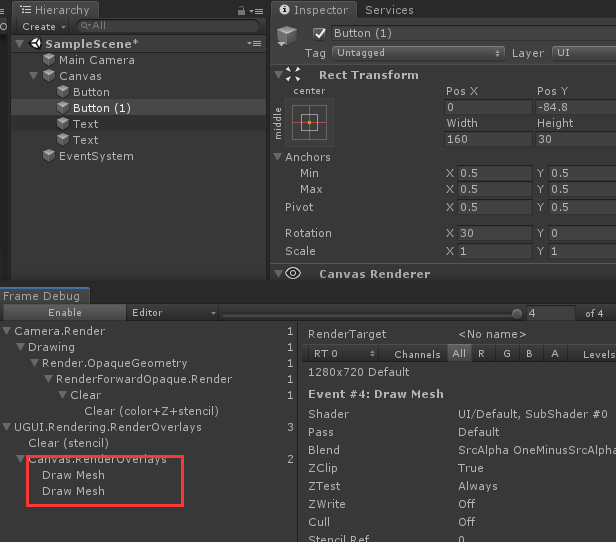 Hierarchy
Create
All
SampleScene*
Main Camera
Canvas
Button
Button (1)
Text
Text
EventSystem
Inspector Services
Button (1)
Tag Untagged Layer UI
Rect Transform
center
middle
Pos X Pos Y
0 -84.8
Width Height
160 30
Anchors
Min X 0.5 Y 0.5
Max X 0.5 Y 0.5
Pivot X 0.5 Y 0.5
Rotation X 30 Y 0
Scale X 1 Y 1
Canvas Renderer
Frame Debug
Enable Editor 4 of 4
Camera.Render 1
Drawing 1
Render.OpaqueGeometry 1
RenderForwardOpaque.Render 1
Clear 1
Clear (color+Z+stencil)
UGUI.Rendering.RenderOverlays 3
Clear (stencil)
Canvas.RenderOverlays 2
Draw Mesh
Draw Mesh
RenderTarget <No name>
RT 0 Channels All R G B A Levels
1280x720 Default
Event #4: Draw Mesh
Shader UI/Default, SubShader #0
Pass Default
Blend SrcAlpha OneMinusSrcAlpha
ZClip True
ZTest Always
ZWrite Off
Cull Off
Stencil Ref 0